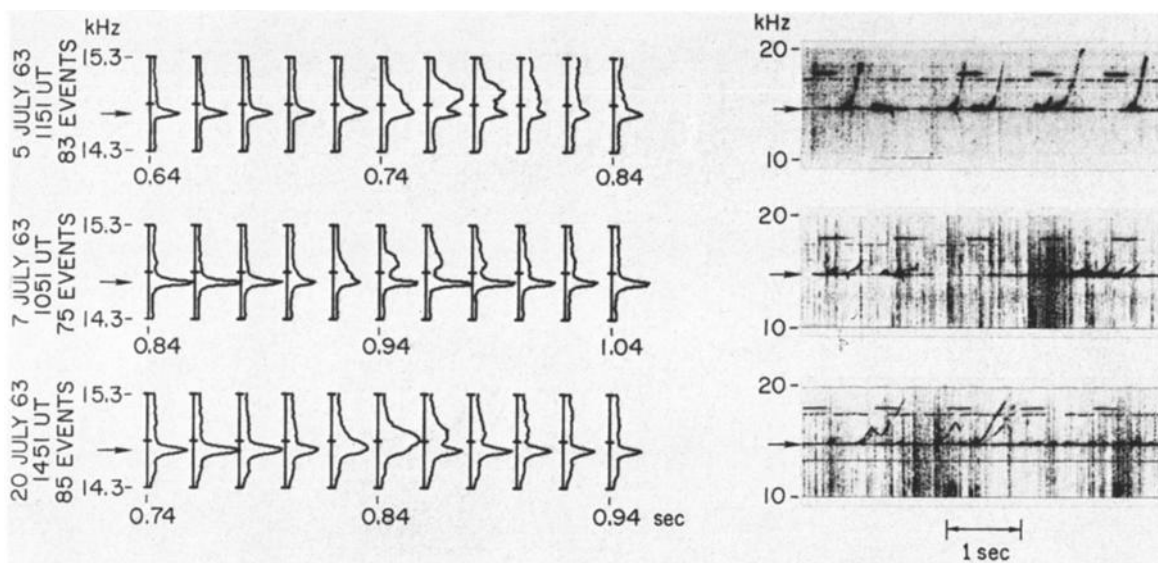 kHz kHz
5 JULY 63
1151 UT
83 EVENTS
15.3
14.3
0.64 0.74 0.84
20
10
7 JULY 63
1051 UT
75 EVENTS
15.3
14.3
0.84 0.94 1.04
20
10
20 JULY 63
1451 UT
85 EVENTS
15.3
14.3
0.74 0.84 0.94 sec
20
10
1 sec